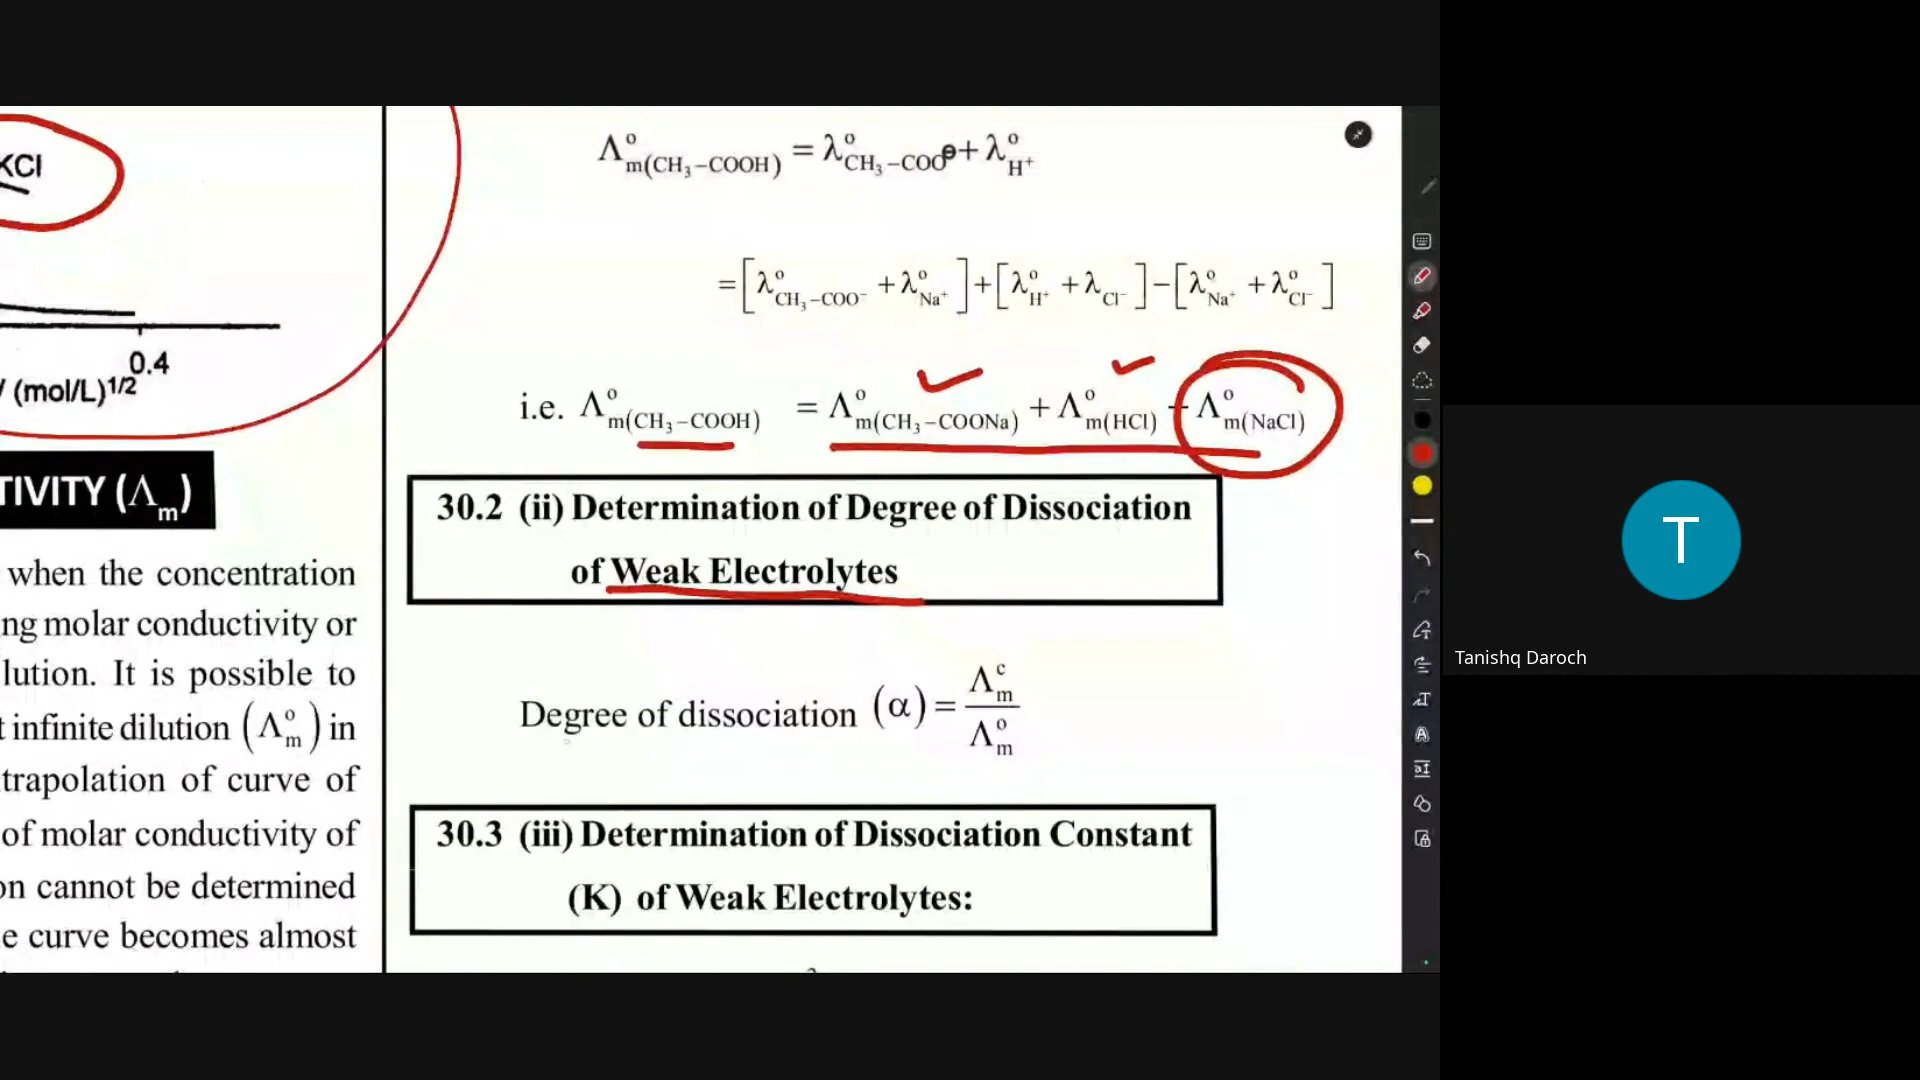 KCl
0.4
/ (mol/L)^1/2
TIVITY (Λm)
when the concentration
ng molar conductivity or
lution. It is possible to
t infinite dilution (Λ°m) in
trapolation of curve of
of molar conductivity of
on cannot be determined
e curve becomes almost
Λ°m(CH₃–COOH) = λ°CH₃–COO⊖ + λ°H⁺
= [λ°CH₃–COO⁻ + λ°Na⁺] + [λ°H⁺ + λCl⁻] – [λ°Na⁺ + λ°Cl⁻]
i.e. Λ°m(CH₃–COOH) = Λ°m(CH₃–COONa) + Λ°m(HCl) – Λ°m(NaCl)
30.2 (ii) Determination of Degree of Dissociation
of Weak Electrolytes
Degree of dissociation (α) = Λᶜm / Λ°m
30.3 (iii) Determination of Dissociation Constant
(K) of Weak Electrolytes:
T
Tanishq Daroch